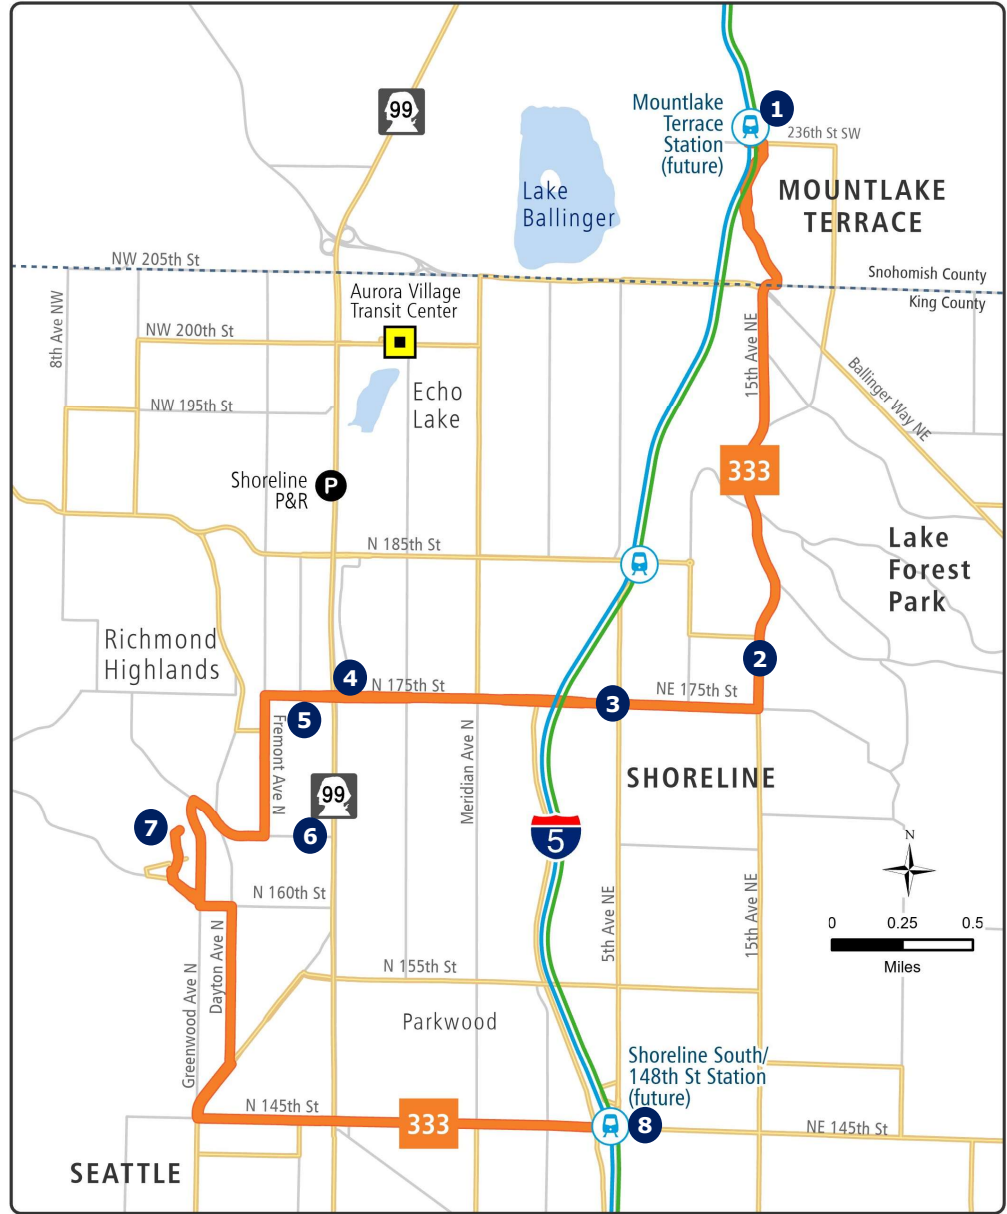 99
Mountlake
Terrace
Station
(future)
1
236th St SW
MOUNTLAKE
TERRACE
Lake
Ballinger
NW 205th St
Snohomish County
King County
8th Ave NW
Aurora Village
Transit Center
NW 200th St
15th Ave NE
Ballinger Way NE
Echo
Lake
NW 195th St
333
Shoreline
P&R
P
N 185th St
Lake
Forest
Park
Richmond
Highlands
2
4
N 175th St
3
NE 175th St
5
Fremont Ave N
Meridian Ave N
SHORELINE
99
7
6
5
N
N 160th St
5th Ave NE
15th Ave NE
0
0.25
0.5
Miles
Dayton Ave N
Greenwood Ave N
N 155th St
Parkwood
Shoreline South/
148th St Station
(future)
N 145th St
333
8
NE 145th St
SEATTLE